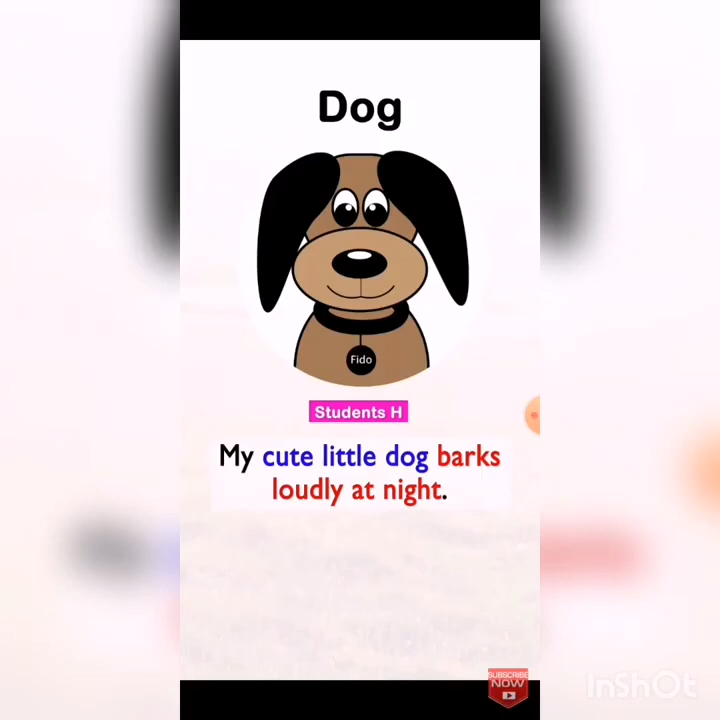 Dog
Fido
Students H
My cute little dog barks
loudly at night.
SUBSCRIBE
NOW
InShOt